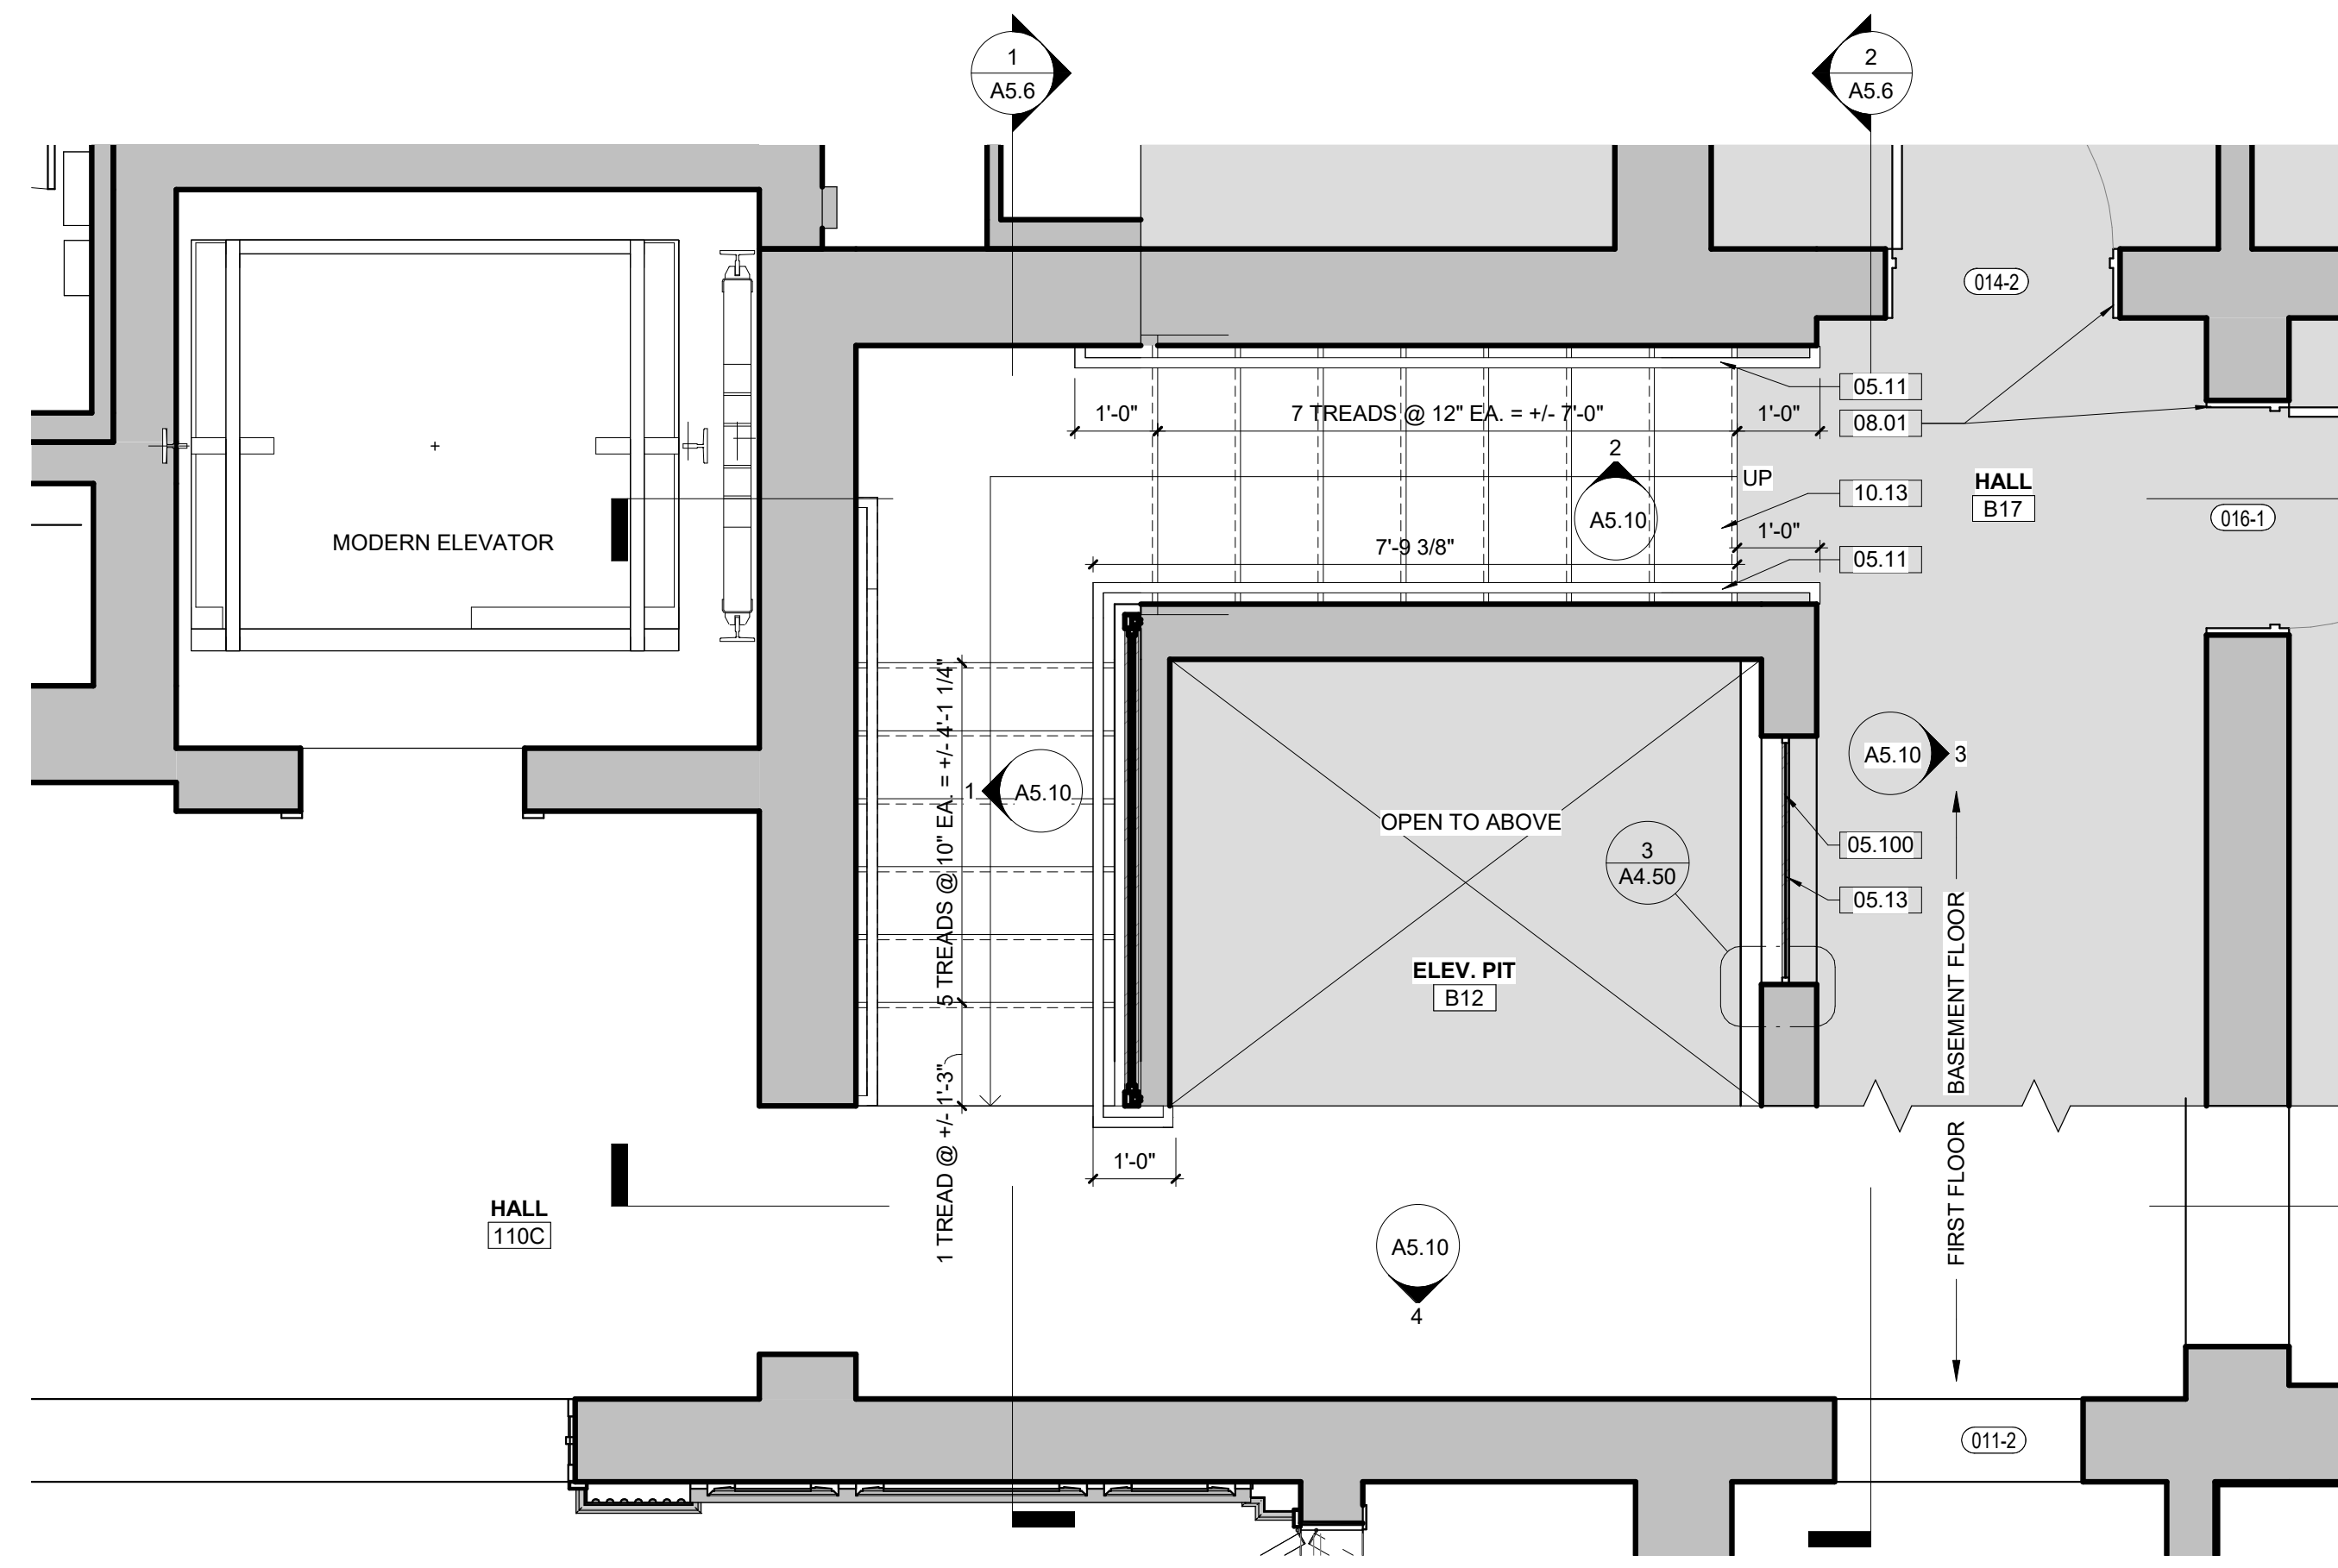 1
A5.6
2
A5.6
014-2
05.11
1'-0"
7 TREADS @ 12" EA. = +/- 7'-0"
1'-0"
08.01
2
A5.10
UP
10.13
HALL
B17
016-1
1'-0"
7'-9 3/8"
05.11
MODERN ELEVATOR
5 TREADS @ 10" EA. = +/- 4'-1 1/4"
1
A5.10
A5.10
3
OPEN TO ABOVE
3
A4.50
05.100
05.13
ELEV. PIT
B12
BASEMENT FLOOR
FIRST FLOOR
1 TREAD @ +/- 1'-3"
1'-0"
HALL
110C
A5.10
4
011-2